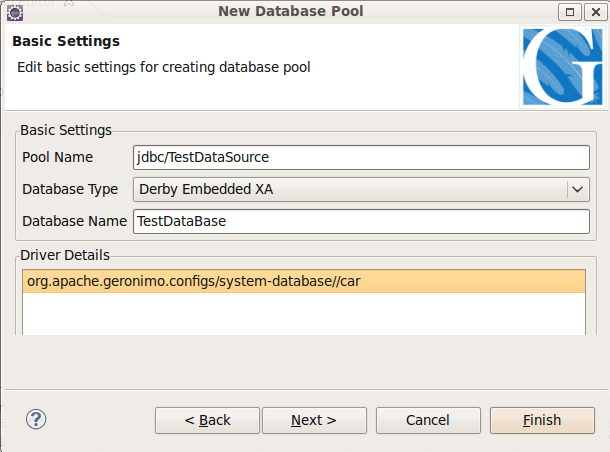 New Database Pool
Basic Settings
Edit basic settings for creating database pool
G
Basic Settings
Pool Name jdbc/TestDataSource
Database Type Derby Embedded XA
Database Name TestDataBase
Driver Details
org.apache.geronimo.configs/system-database//car
? < Back Next > Cancel Finish